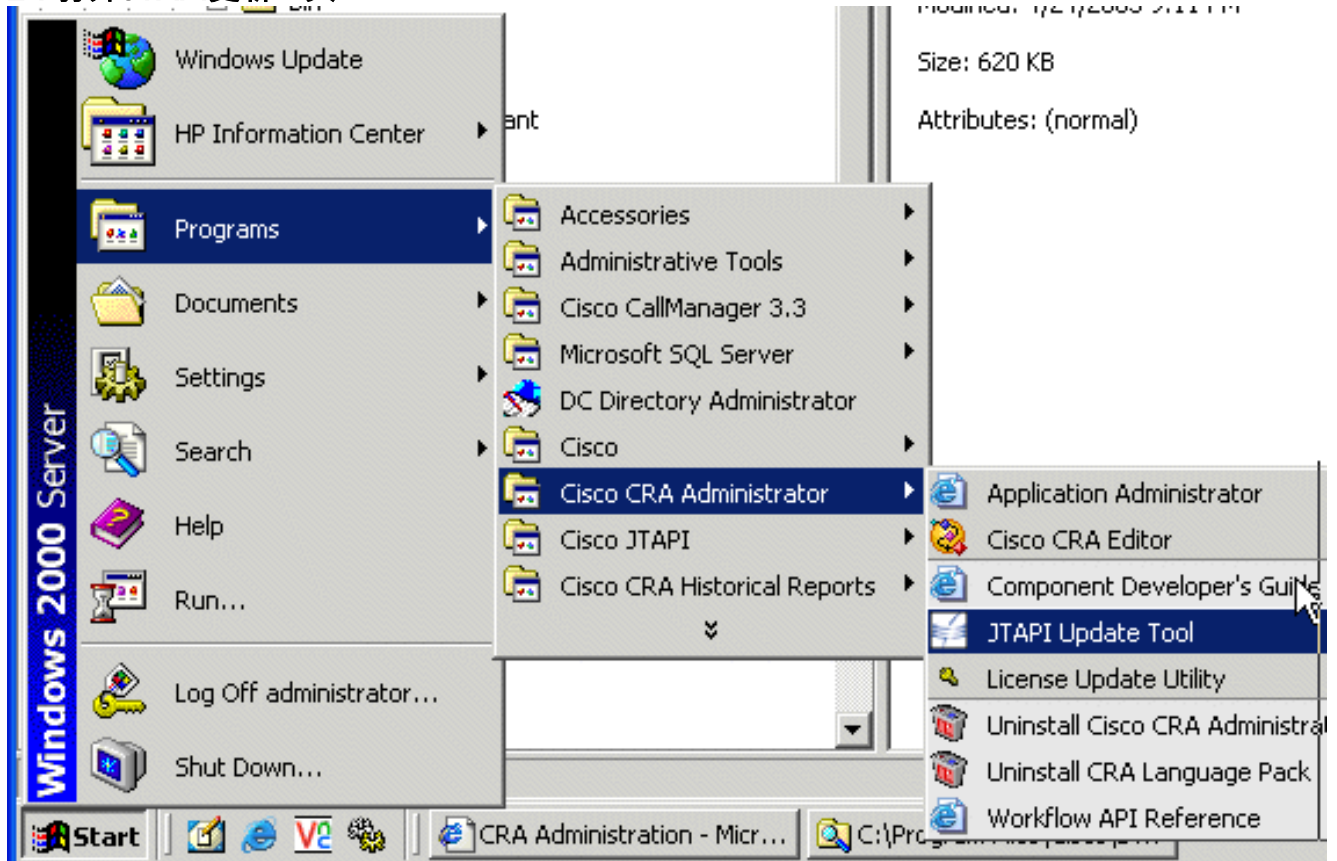 Windows Update
HP Information Center
Programs
Documents
Settings
Search
Help
Run...
Log Off administrator...
Shut Down...
Windows 2000 Server
ant
Size: 620 KB
Attributes: (normal)
Accessories
Administrative Tools
Cisco CallManager 3.3
Microsoft SQL Server
DC Directory Administrator
Cisco
Cisco CRA Administrator
Cisco JTAPI
Cisco CRA Historical Reports
Application Administrator
Cisco CRA Editor
Component Developer's Guide
JTAPI Update Tool
License Update Utility
Uninstall Cisco CRA Administrat
Uninstall CRA Language Pack
Workflow API Reference
Start
CRA Administration - Micr...